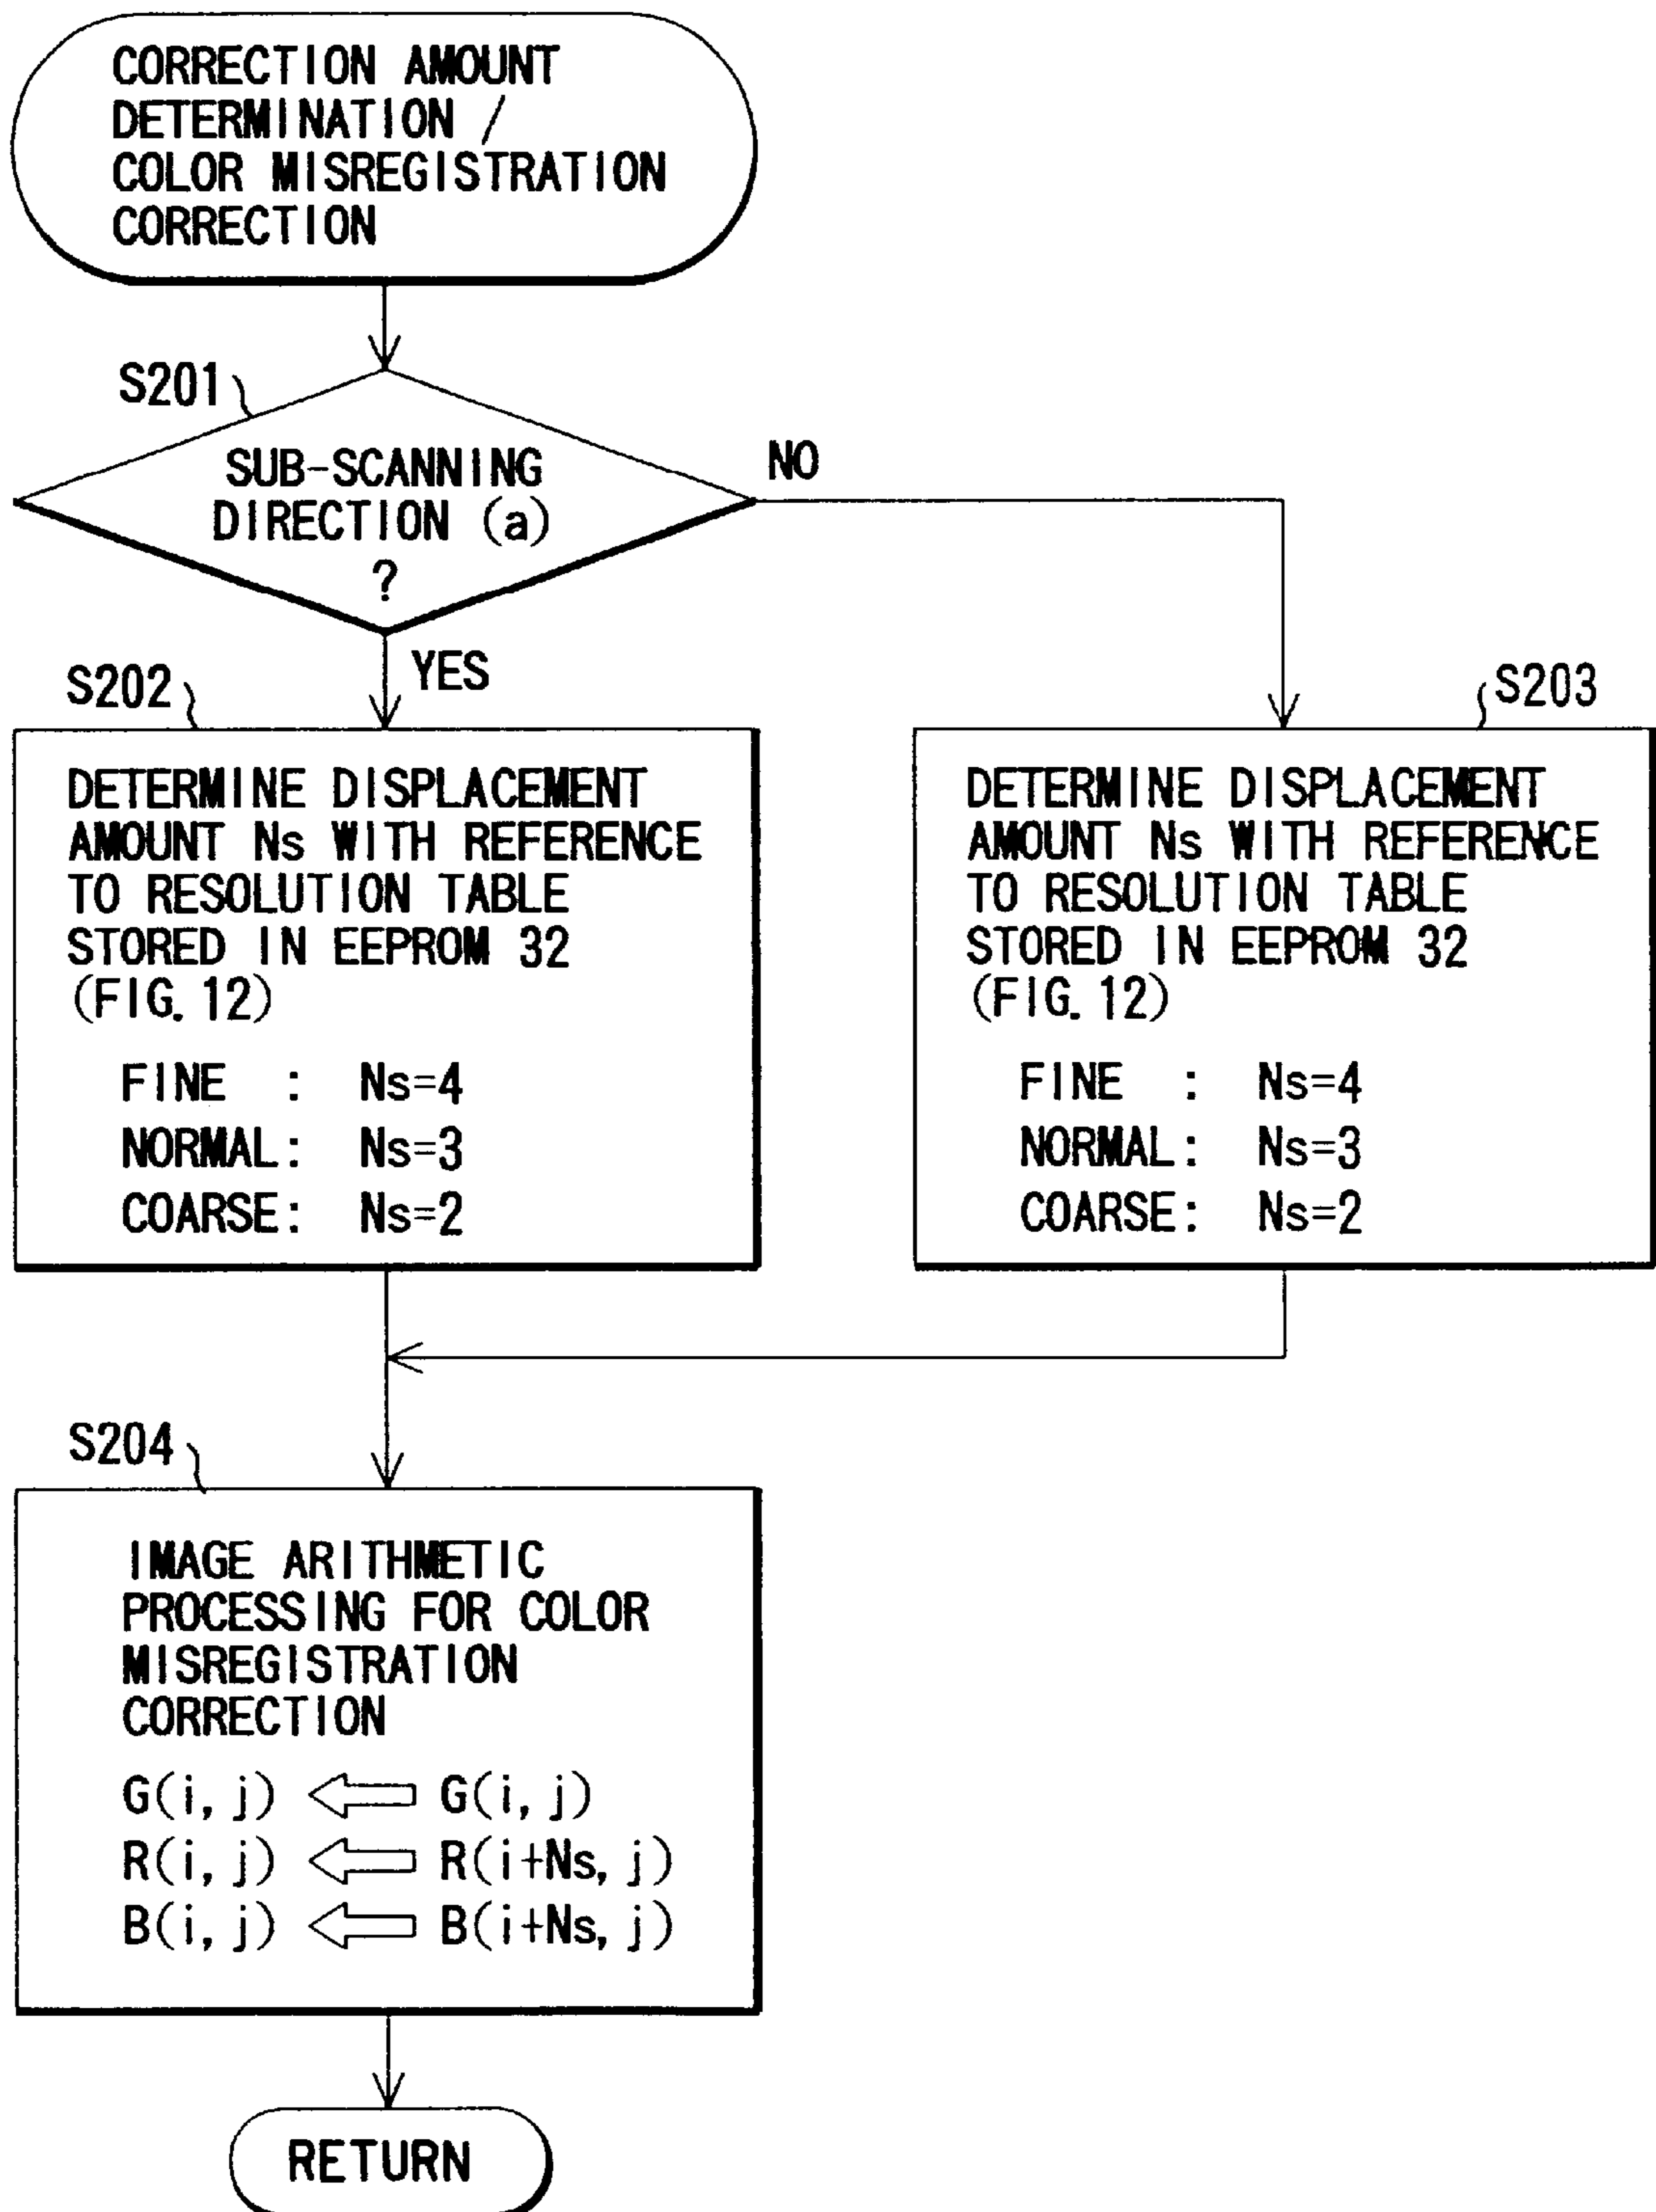 CORRECTION AMOUNT
DETERMINATION /
COLOR MISREGISTRATION
CORRECTION
S201
SUB-SCANNING
DIRECTION (a)
?
NO
YES
S202
DETERMINE DISPLACEMENT
AMOUNT Ns WITH REFERENCE
TO RESOLUTION TABLE
STORED IN EEPROM 32
(FIG. 12)
FINE : Ns=4
NORMAL: Ns=3
COARSE: Ns=2
S203
DETERMINE DISPLACEMENT
AMOUNT Ns WITH REFERENCE
TO RESOLUTION TABLE
STORED IN EEPROM 32
(FIG. 12)
FINE : Ns=4
NORMAL: Ns=3
COARSE: Ns=2
S204
IMAGE ARITHMETIC
PROCESSING FOR COLOR
MISREGISTRATION
CORRECTION
G(i, j) ⇐ G(i, j)
R(i, j) ⇐ R(i+Ns, j)
B(i, j) ⇐ B(i+Ns, j)
RETURN